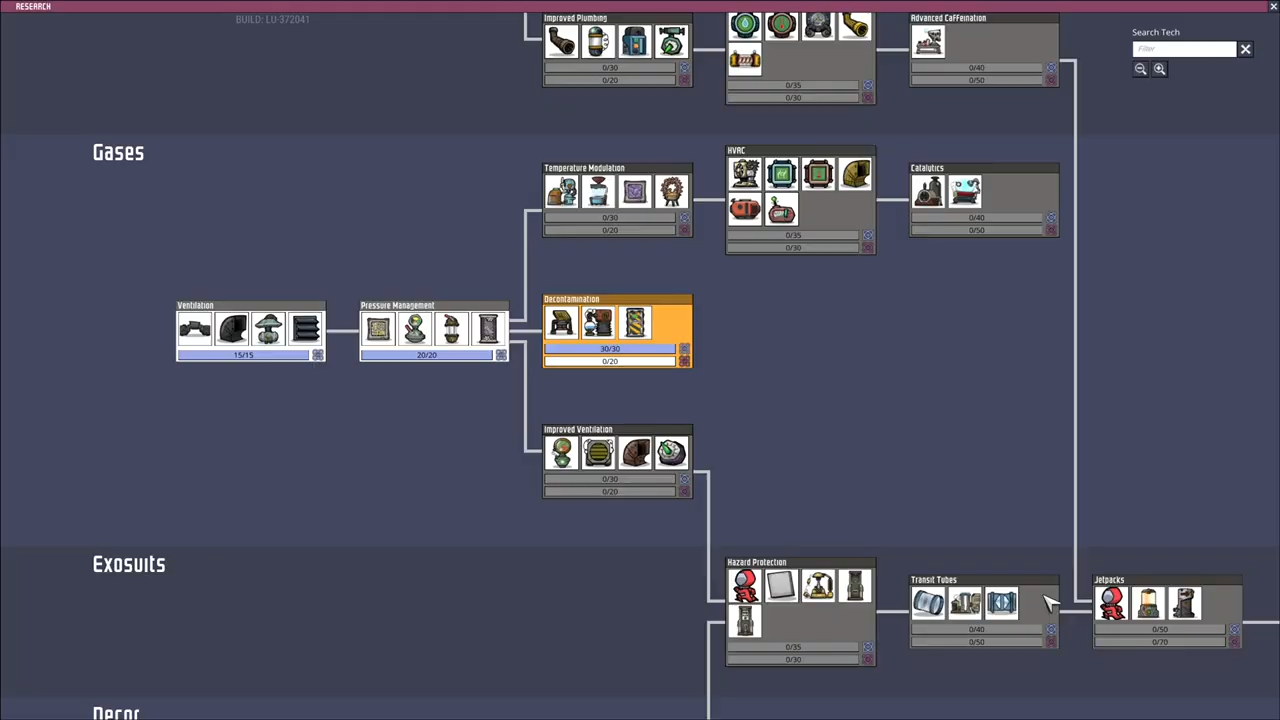 RESEARCH
BUILD: LU-372041
Search Tech
Filter
Improved Plumbing
0/30
0/20
0/35
0/30
Advanced Caffeination
0/40
0/50
Gases
Temperature Modulation
0/30
0/20
HVAC
0/35
0/30
Catalytics
0/40
0/50
Ventilation
15/15
Pressure Management
20/20
Decontamination
30/30
0/20
Improved Ventilation
0/30
0/20
Exosuits
Hazard Protection
0/35
0/30
Transit Tubes
0/40
0/50
Jetpacks
0/50
0/70
Decor